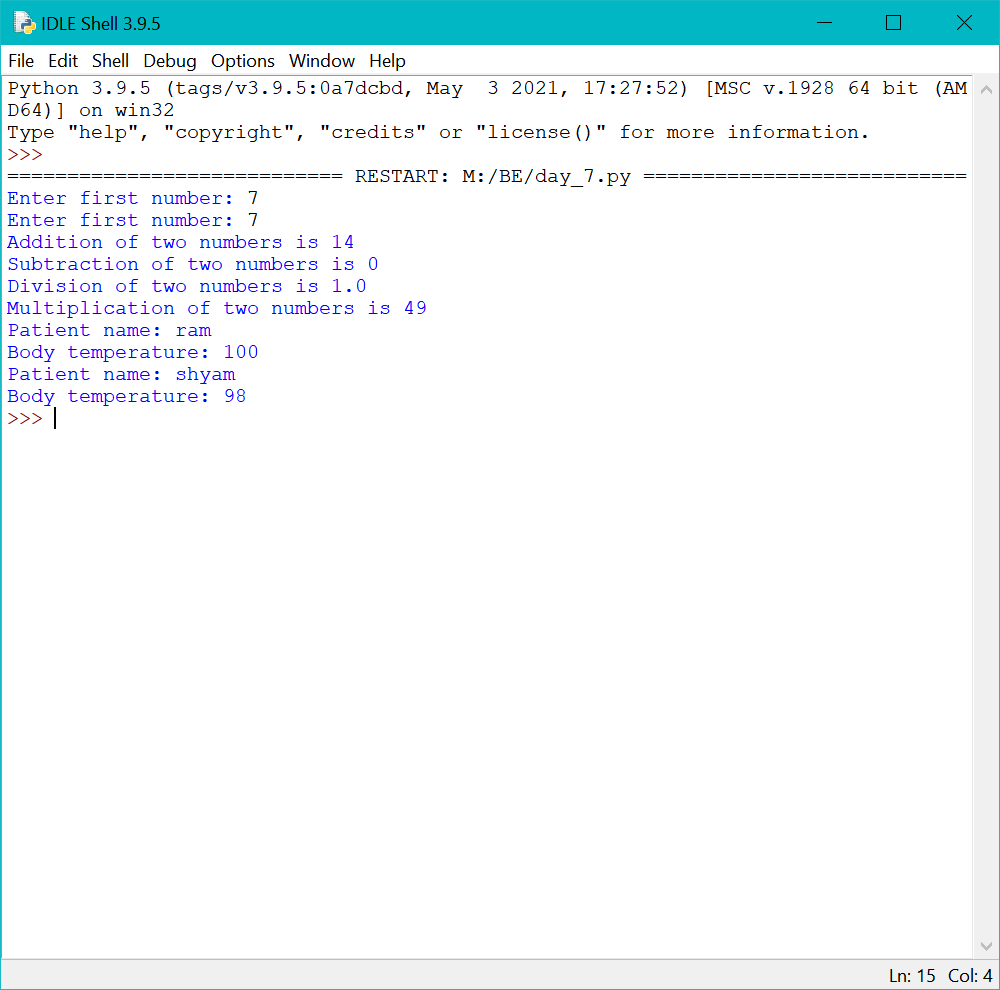 IDLE Shell 3.9.5
File Edit Shell Debug Options Window Help
Python 3.9.5 (tags/v3.9.5:0a7dcbd, May  3 2021, 17:27:52) [MSC v.1928 64 bit (AM
D64)] on win32
Type "help", "copyright", "credits" or "license()" for more information.
>>>
============================ RESTART: M:/BE/day_7.py ===========================
Enter first number: 7
Enter first number: 7
Addition of two numbers is 14
Subtraction of two numbers is 0
Division of two numbers is 1.0
Multiplication of two numbers is 49
Patient name: ram
Body temperature: 100
Patient name: shyam
Body temperature: 98
>>>
Ln: 15 Col: 4